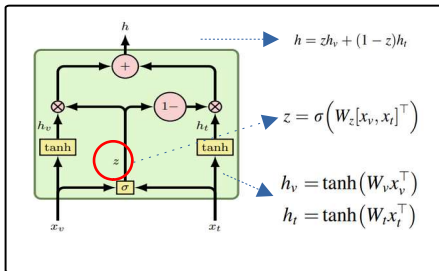 h
h = zh_v + (1 − z)h_t
+
1-
h_v
h_t
z = σ(W_z[x_v, x_t]^⊤)
tanh
z
tanh
h_v = tanh(W_v x_v^⊤)
σ
h_t = tanh(W_t x_t^⊤)
x_v
x_t